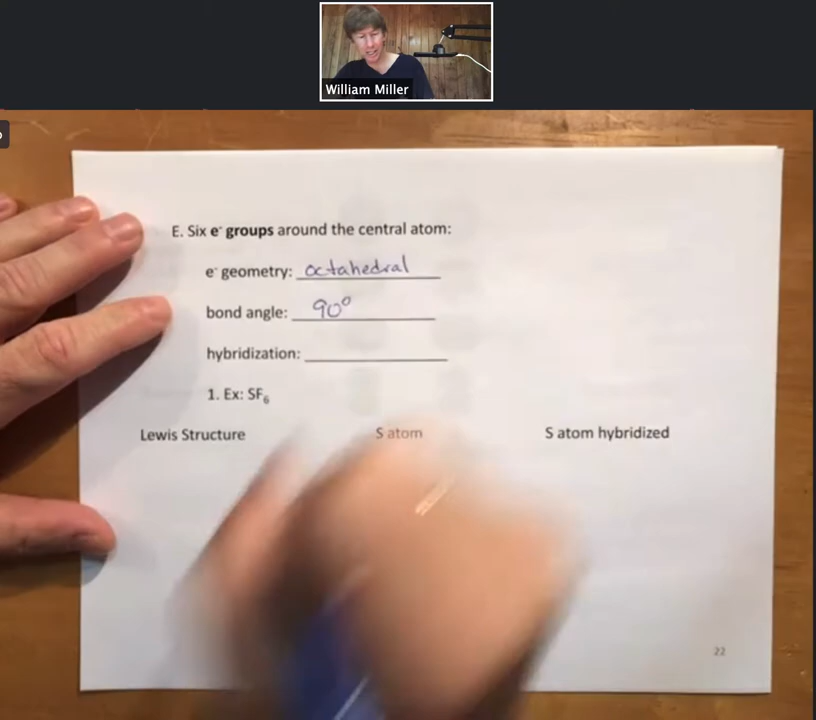 William Miller
E. Six e⁻ groups around the central atom:
e⁻ geometry: octahedral
bond angle: 90°
hybridization:
1. Ex: SF₆
Lewis Structure S atom S atom hybridized
22